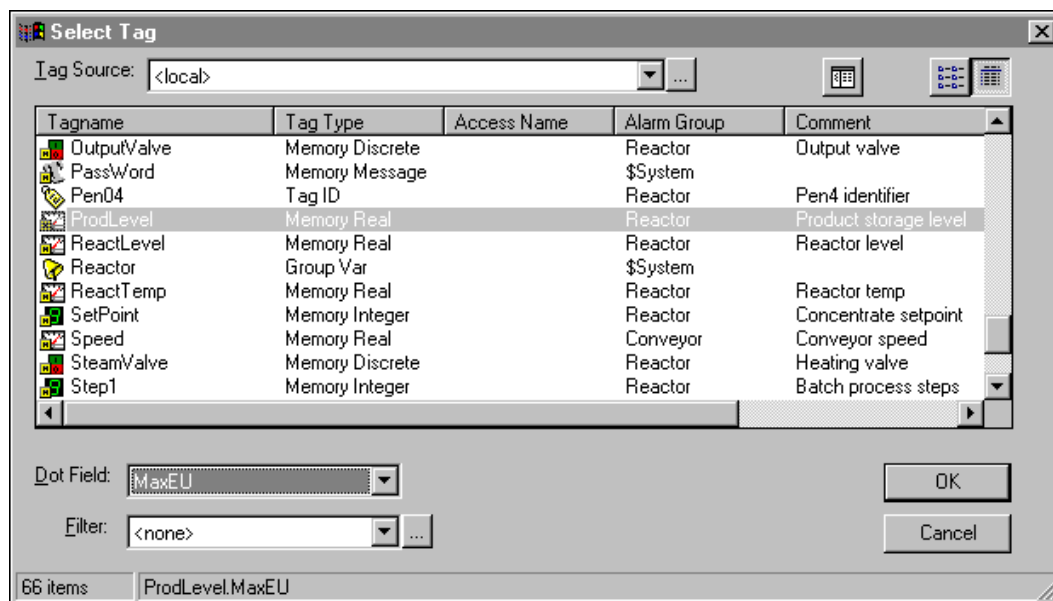 Select Tag
Tag Source: <local> ...
Tagname Tag Type Access Name Alarm Group Comment
OutputValve Memory Discrete Reactor Output valve
PassWord Memory Message $System
Pen04 Tag ID Reactor Pen4 identifier
ProdLevel Memory Real Reactor Product storage level
ReactLevel Memory Real Reactor Reactor level
Reactor Group Var $System
ReactTemp Memory Real Reactor Reactor temp
SetPoint Memory Integer Reactor Concentrate setpoint
Speed Memory Real Conveyor Conveyor speed
SteamValve Memory Discrete Reactor Heating valve
Step1 Memory Integer Reactor Batch process steps
Dot Field: MaxEU OK
Filter: <none> ... Cancel
66 items ProdLevel.MaxEU